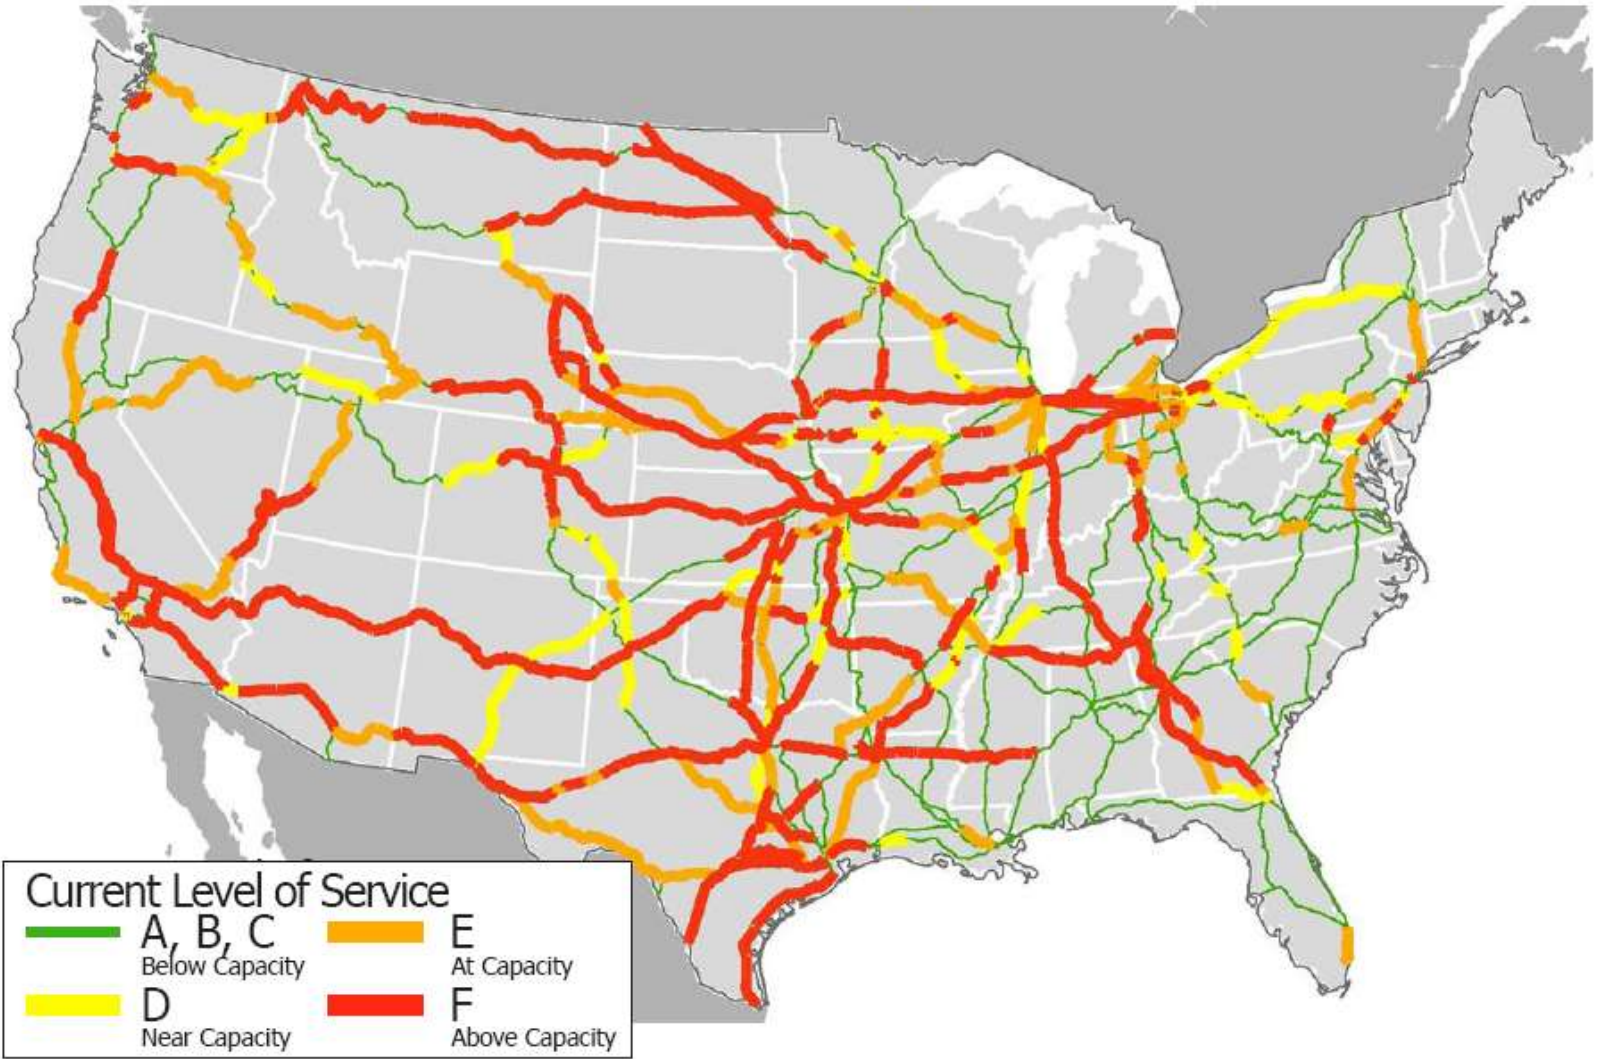 Current Level of Service
A, B, C
Below Capacity
E
At Capacity
D
Near Capacity
F
Above Capacity